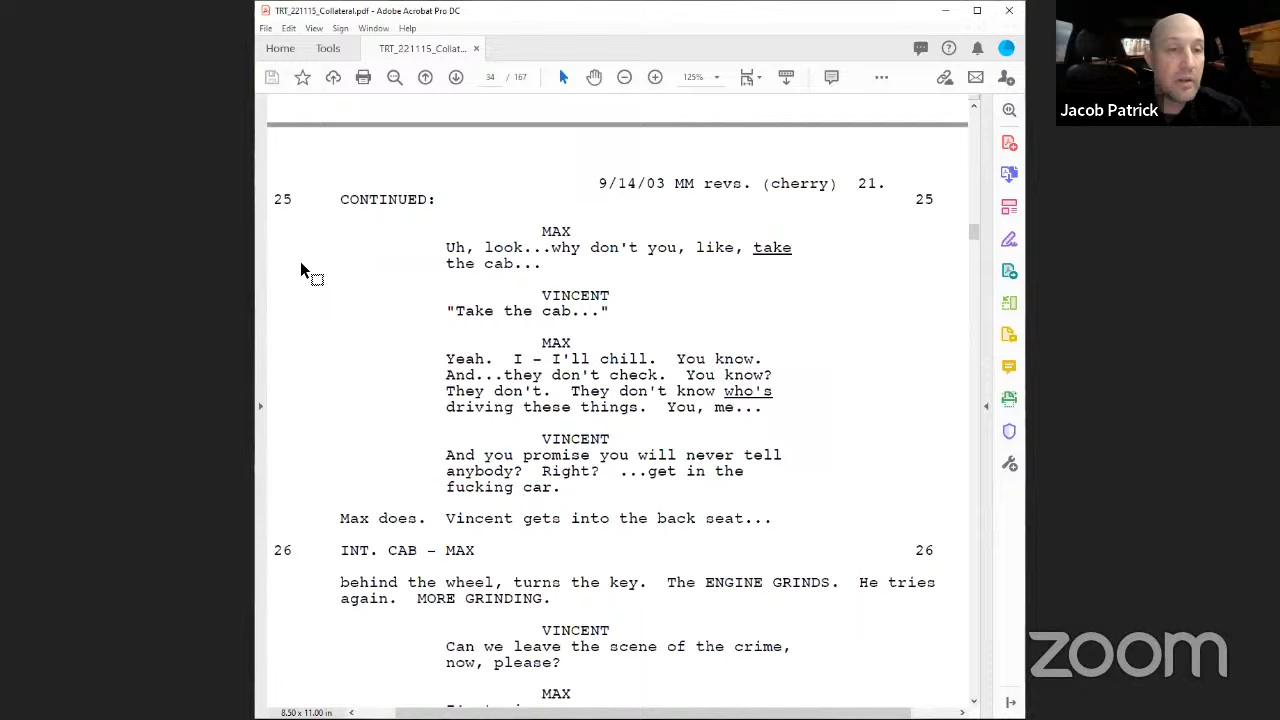 TRT_221115_Collateral.pdf - Adobe Acrobat Pro DC
File Edit View Sign Window Help
Home Tools TRT_221115_Collat... ×
34 / 167 125%
9/14/03 MM revs. (cherry) 21.
25 CONTINUED: 25
MAX
Uh, look...why don't you, like, take
the cab...
VINCENT
"Take the cab..."
MAX
Yeah. I - I'll chill. You know.
And...they don't check. You know?
They don't. They don't know who's
driving these things. You, me...
VINCENT
And you promise you will never tell
anybody? Right? ...get in the
fucking car.
Max does. Vincent gets into the back seat...
26 INT. CAB - MAX 26
behind the wheel, turns the key. The ENGINE GRINDS. He tries
again. MORE GRINDING.
VINCENT
Can we leave the scene of the crime,
now, please?
MAX
8.50 x 11.00 in
Jacob Patrick
zoom